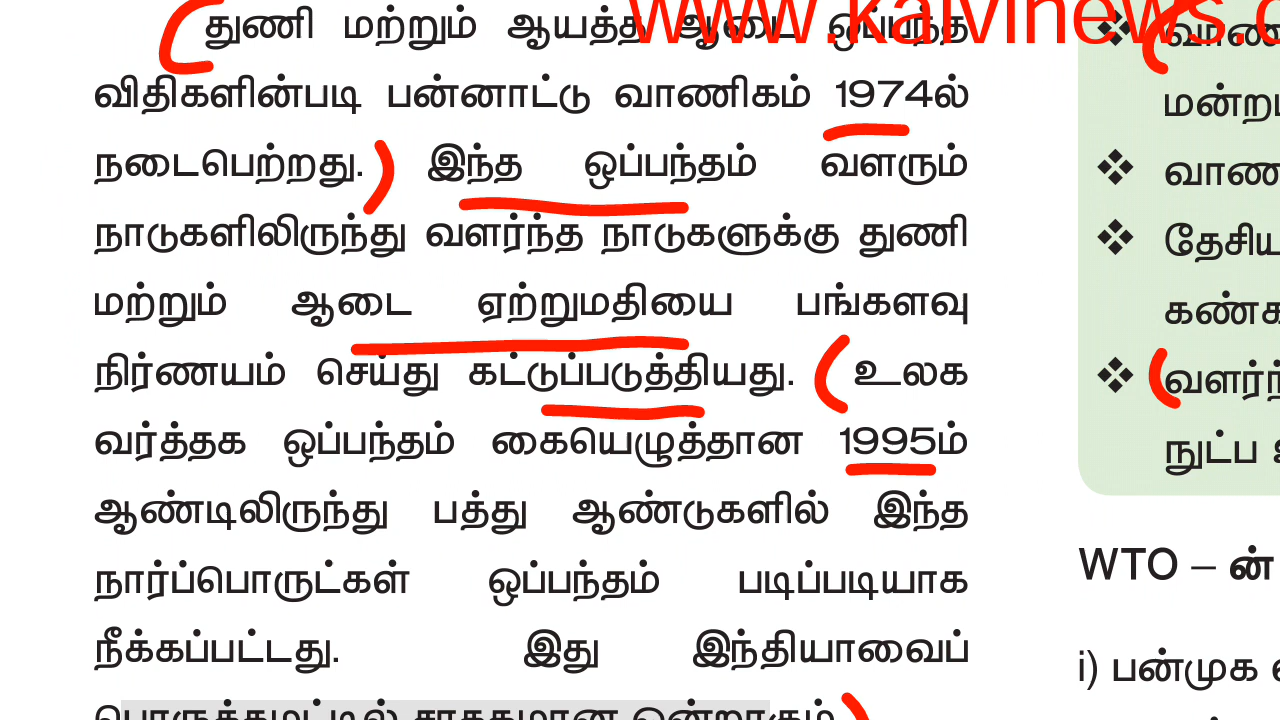 துணி மற்றும் ஆயத்த ஆடை ஒப்பந்த
www.kalvinews.c
விதிகளின்படி பன்னாட்டு வாணிகம் 1974ல்
நடைபெற்றது. இந்த ஒப்பந்தம் வளரும்
நாடுகளிலிருந்து வளர்ந்த நாடுகளுக்கு துணி
மற்றும் ஆடை ஏற்றுமதியை பங்களவு
நிர்ணயம் செய்து கட்டுப்படுத்தியது. உலக
வர்த்தக ஒப்பந்தம் கையெழுத்தான 1995ம்
ஆண்டிலிருந்து பத்து ஆண்டுகளில் இந்த
நார்ப்பொருட்கள் ஒப்பந்தம் படிப்படியாக
நீக்கப்பட்டது. இது இந்தியாவைப்
பொருத்தமட்டில் சாதகமான ஒன்றாகும்
❖ வாண
மன்ற
❖ வாண
❖ தேசிய
கண்க
❖ வளர்ந்
நுட்ப
WTO – ன்
i) பன்முக